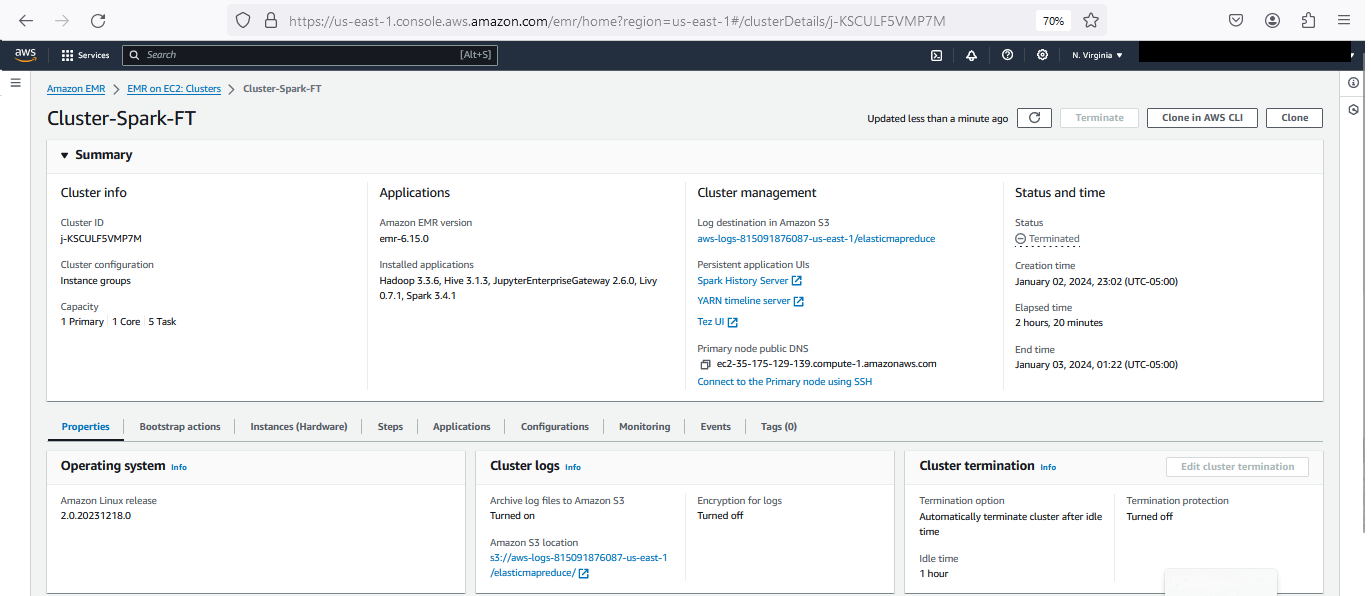 https://us-east-1.console.aws.amazon.com/emr/home?region=us-east-1#/clusterDetails/j-KSCULF5VMP7M
70%
aws
Services
Search
[Alt+S]
N. Virginia
Amazon EMR
EMR on EC2: Clusters
Cluster-Spark-FT
Cluster-Spark-FT
Updated less than a minute ago
Terminate
Clone in AWS CLI
Clone
Summary
Cluster info
Cluster ID
j-KSCULF5VMP7M
Cluster configuration
Instance groups
Capacity
1 Primary
1 Core
5 Task
Applications
Amazon EMR version
emr-6.15.0
Installed applications
Hadoop 3.3.6, Hive 3.1.3, JupyterEnterpriseGateway 2.6.0, Livy
0.7.1, Spark 3.4.1
Cluster management
Log destination in Amazon S3
aws-logs-815091876087-us-east-1/elasticmapreduce
Persistent application UIs
Spark History Server
YARN timeline server
Tez UI
Primary node public DNS
ec2-35-175-129-139.compute-1.amazonaws.com
Connect to the Primary node using SSH
Status and time
Status
Terminated
Creation time
January 02, 2024, 23:02 (UTC-05:00)
Elapsed time
2 hours, 20 minutes
End time
January 03, 2024, 01:22 (UTC-05:00)
Properties
Bootstrap actions
Instances (Hardware)
Steps
Applications
Configurations
Monitoring
Events
Tags (0)
Operating system
Info
Amazon Linux release
2.0.20231218.0
Cluster logs
Info
Archive log files to Amazon S3
Turned on
Amazon S3 location
s3://aws-logs-815091876087-us-east-1
/elasticmapreduce/
Encryption for logs
Turned off
Cluster termination
Info
Edit cluster termination
Termination option
Automatically terminate cluster after idle
time
Idle time
1 hour
Termination protection
Turned off